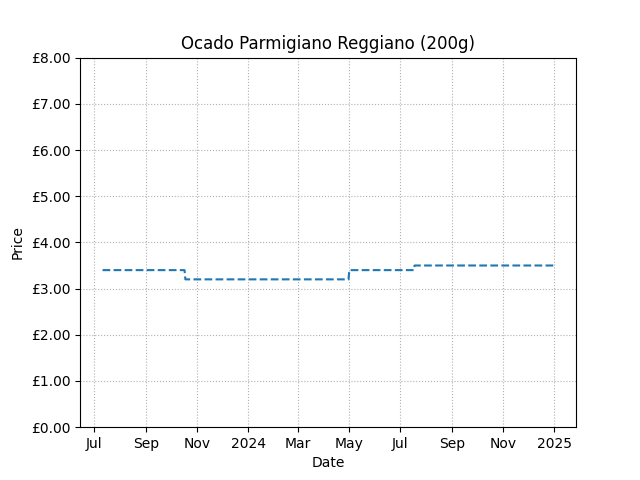 Ocado Parmigiano Reggiano (200g)
£8.00
£7.00
£6.00
£5.00
£4.00
£3.00
£2.00
£1.00
£0.00
Price
Jul Sep Nov 2024 Mar May Jul Sep Nov 2025
Date